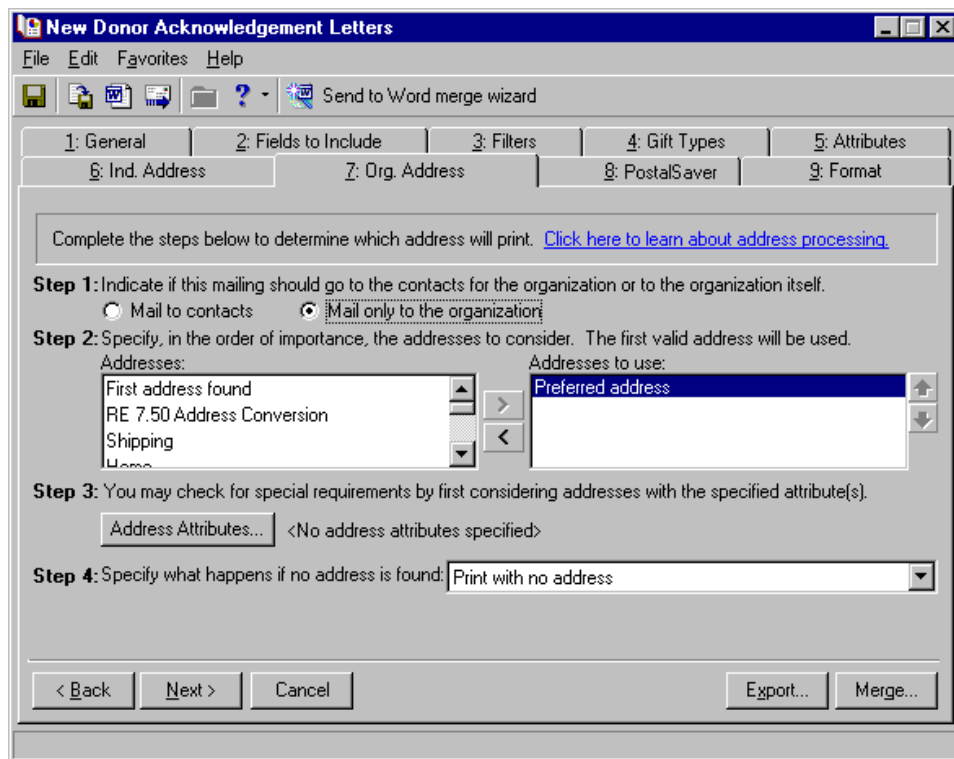 New Donor Acknowledgement Letters
File Edit Favorites Help
? Send to Word merge wizard
1: General 2: Fields to Include 3: Filters 4: Gift Types 5: Attributes
6: Ind. Address 7: Org. Address 8: PostalSaver 9: Format
Complete the steps below to determine which address will print. Click here to learn about address processing.
Step 1: Indicate if this mailing should go to the contacts for the organization or to the organization itself.
Mail to contacts Mail only to the organization
Step 2: Specify, in the order of importance, the addresses to consider. The first valid address will be used.
Addresses: Addresses to use:
First address found Preferred address
RE 7.50 Address Conversion
Shipping
Home
Step 3: You may check for special requirements by first considering addresses with the specified attribute(s).
Address Attributes... <No address attributes specified>
Step 4: Specify what happens if no address is found: Print with no address
< Back Next > Cancel Export... Merge...